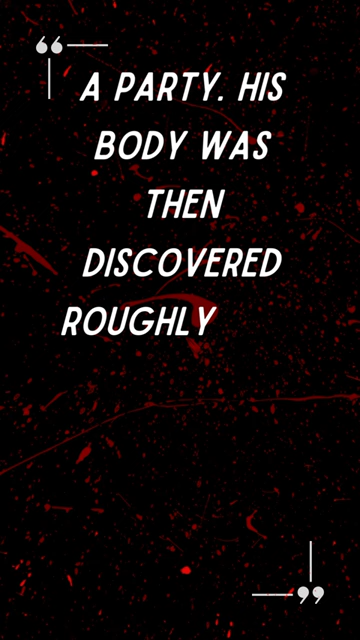 A PARTY. HIS
BODY WAS
THEN
DISCOVERED
ROUGHLY